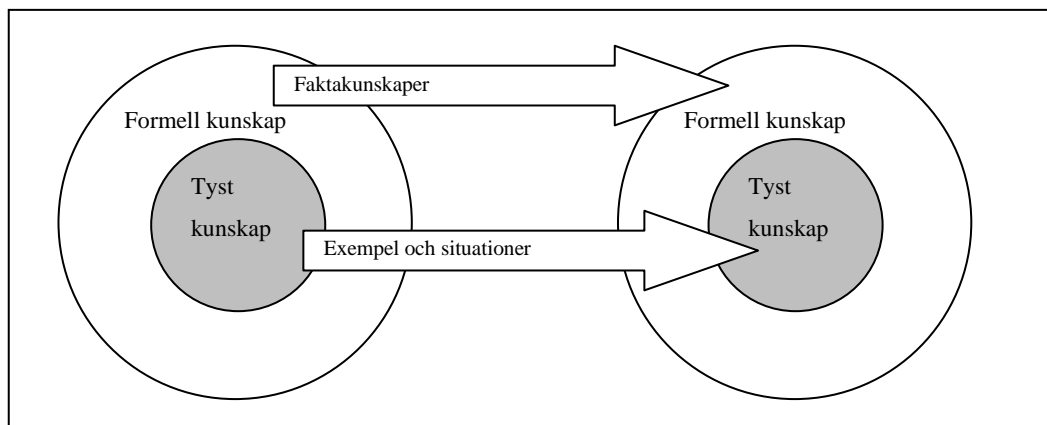 Faktakunskaper
Formell kunskap
Formell kunskap
Tyst
kunskap
Tyst
kunskap
Exempel och situationer